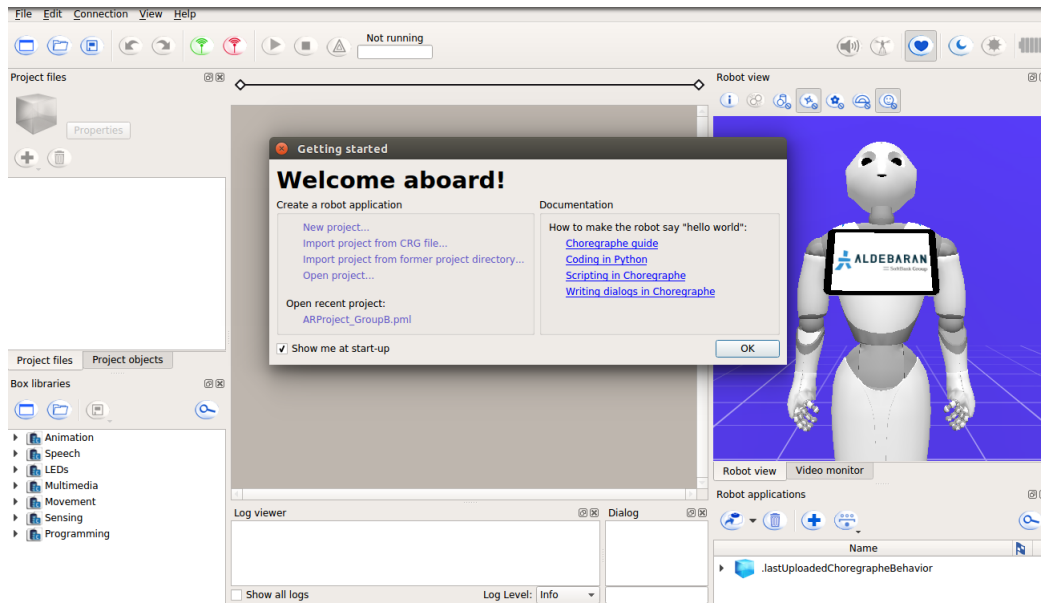 File Edit Connection View Help
Not running
Project files
Properties
Project files Project objects
Box libraries
Animation
Speech
LEDs
Multimedia
Movement
Sensing
Programming
Getting started
Welcome aboard!
Create a robot application
New project...
Import project from CRG file...
Import project from former project directory...
Open project...
Open recent project:
ARProject_GroupB.pml
Documentation
How to make the robot say "hello world":
Choregraphe guide
Coding in Python
Scripting in Choregraphe
Writing dialogs in Choregraphe
Show me at start-up
OK
Log viewer
Show all logs Log Level: Info
Dialog
Robot view
ALDEBARAN
SoftBank Group
Robot view Video monitor
Robot applications
Name
.lastUploadedChoregrapheBehavior